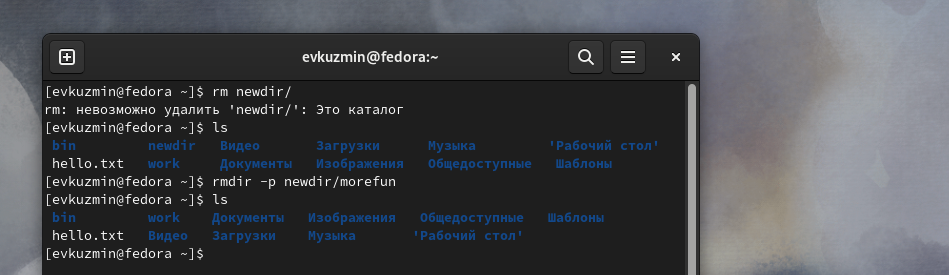 evkuzmin@fedora:~
[evkuzmin@fedora ~]$ rm newdir/
rm: невозможно удалить 'newdir/': Это каталог
[evkuzmin@fedora ~]$ ls
bin newdir Видео Загрузки Музыка 'Рабочий стол'
hello.txt work Документы Изображения Общедоступные Шаблоны
[evkuzmin@fedora ~]$ rmdir -p newdir/morefun
[evkuzmin@fedora ~]$ ls
bin work Документы Изображения Общедоступные Шаблоны
hello.txt Видео Загрузки Музыка 'Рабочий стол'
[evkuzmin@fedora ~]$